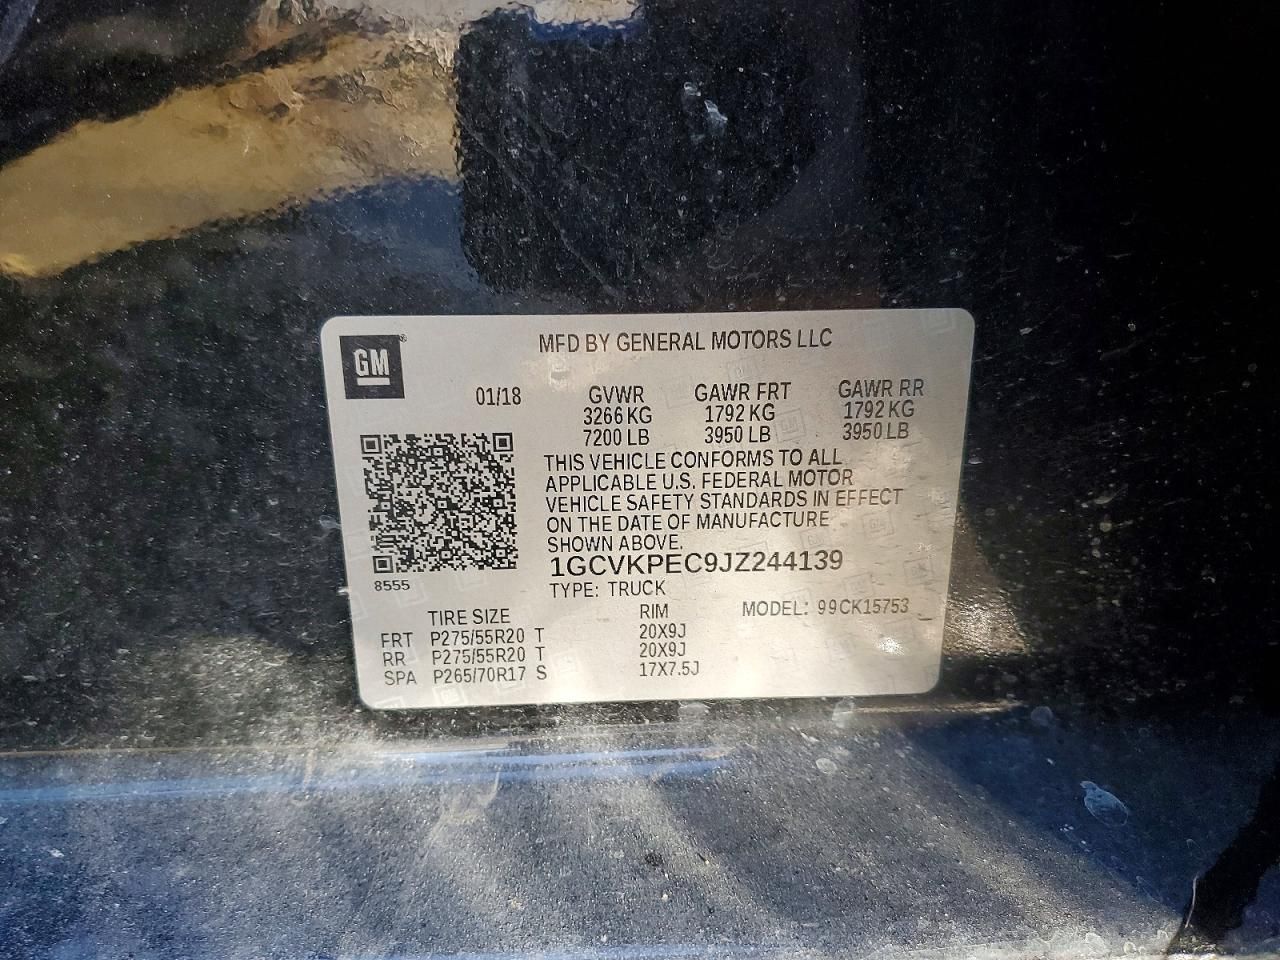 GM
MFD BY GENERAL MOTORS LLC
01/18 GVWR GAWR FRT GAWR RR
3266 KG 1792 KG 1792 KG
7200 LB 3950 LB 3950 LB
THIS VEHICLE CONFORMS TO ALL
APPLICABLE U.S. FEDERAL MOTOR
VEHICLE SAFETY STANDARDS IN EFFECT
ON THE DATE OF MANUFACTURE
SHOWN ABOVE.
1GCVKPEC9JZ244139
8555
TYPE: TRUCK
TIRE SIZE RIM MODEL: 99CK15753
FRT P275/55R20 T 20X9J
RR P275/55R20 T 20X9J
SPA P265/70R17 S 17X7.5J